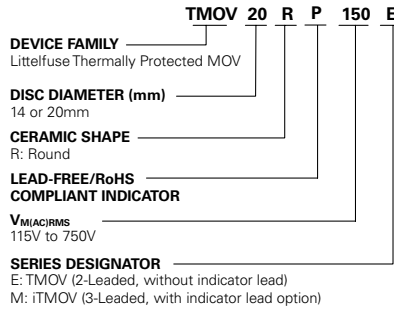 TMOV 20 R P 150 E
DEVICE FAMILY
Littelfuse Thermally Protected MOV
DISC DIAMETER (mm)
14 or 20mm
CERAMIC SHAPE
R: Round
LEAD-FREE/RoHS
COMPLIANT INDICATOR
VM(AC)RMS
115V to 750V
SERIES DESIGNATOR
E: TMOV (2-Leaded, without indicator lead)
M: iTMOV (3-Leaded, with indicator lead option)